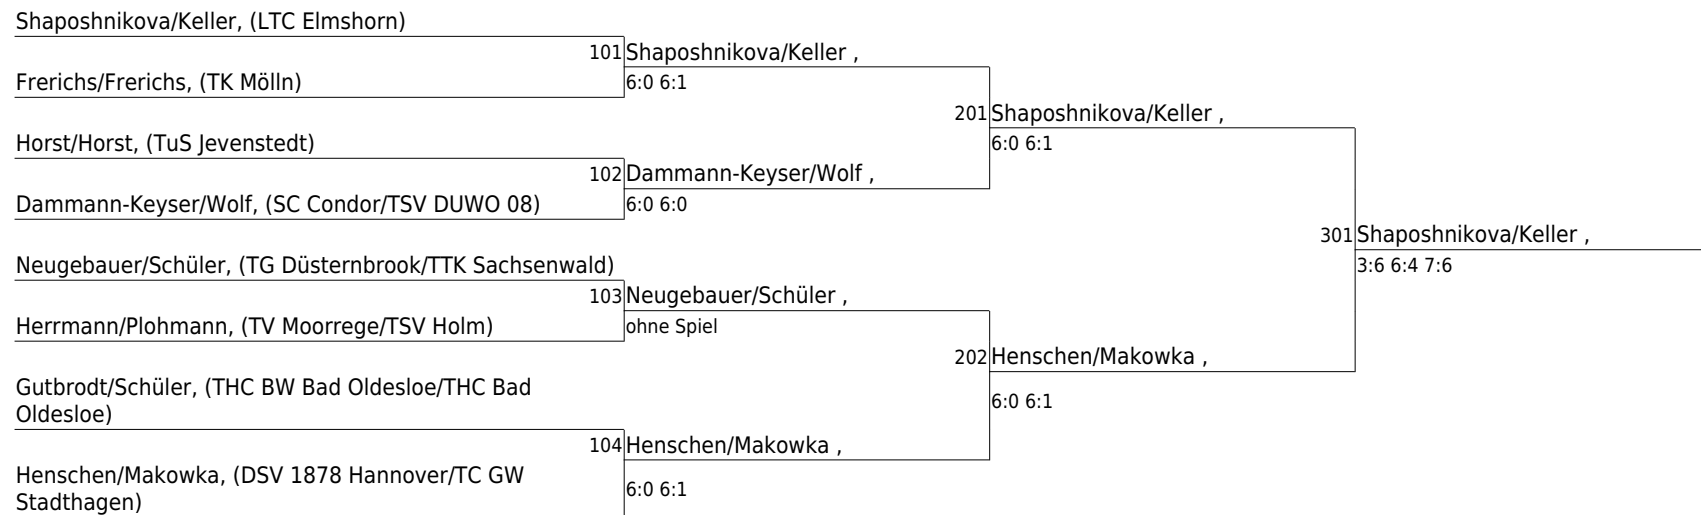 Shaposhnikova/Keller, (LTC Elmshorn)
101 Shaposhnikova/Keller ,
Frerichs/Frerichs, (TK Mölln)
6:0 6:1
201 Shaposhnikova/Keller ,
Horst/Horst, (TuS Jevenstedt)
6:0 6:1
102 Dammann-Keyser/Wolf ,
Dammann-Keyser/Wolf, (SC Condor/TSV DUWO 08)
6:0 6:0
301 Shaposhnikova/Keller ,
Neugebauer/Schüler, (TG Düsternbrook/TTK Sachsenwald)
3:6 6:4 7:6
103 Neugebauer/Schüler ,
Herrmann/Plohmann, (TV Moorrege/TSV Holm)
ohne Spiel
202 Henschen/Makowka ,
Gutbrodt/Schüler, (THC BW Bad Oldesloe/THC Bad
Oldesloe)
6:0 6:1
104 Henschen/Makowka ,
Henschen/Makowka, (DSV 1878 Hannover/TC GW
Stadthagen)
6:0 6:1